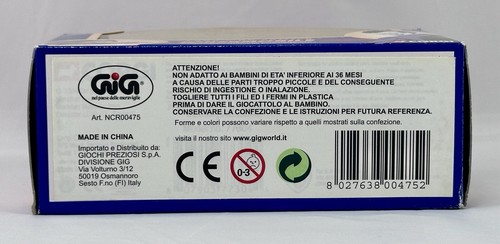 GiG
nel paese delle meraviglie
Art. NCR00475
MADE IN CHINA
Importato e Distribuito da:
GIOCHI PREZIOSI S.p.A.
DIVISIONE GIG
Via Volturno 3/12
50019 Osmannoro
Sesto F.no (FI) Italy
ATTENZIONE!
NON ADATTO AI BAMBINI DI ETA' INFERIORE AI 36 MESI
A CAUSA DELLE PARTI TROPPO PICCOLE E DEL CONSEGUENTE
RISCHIO DI INGESTIONE O INALAZIONE.
TOGLIERE TUTTI I FILI ED I FERMI IN PLASTICA
PRIMA DI DARE IL GIOCATTOLO AL BAMBINO.
CONSERVARE LA CONFEZIONE E LE ISTRUZIONI PER FUTURA REFERENZA.
Forme e colori possono variare rispetto a quelli mostrati sulla confezione.
visita il nostro sito www.gigworld.it
CE
0-3
8 027638 004752